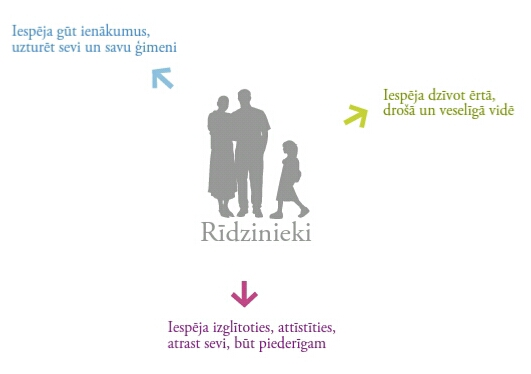 Iespēja gūt ienākumus,
uzturēt sevi un savu ģimeni
Iespēja dzīvot ērtā,
drošā un veselīgā vidē
Rīdzinieki
Iespēja izglītoties, attīstīties,
atrast sevi, būt piederīgam